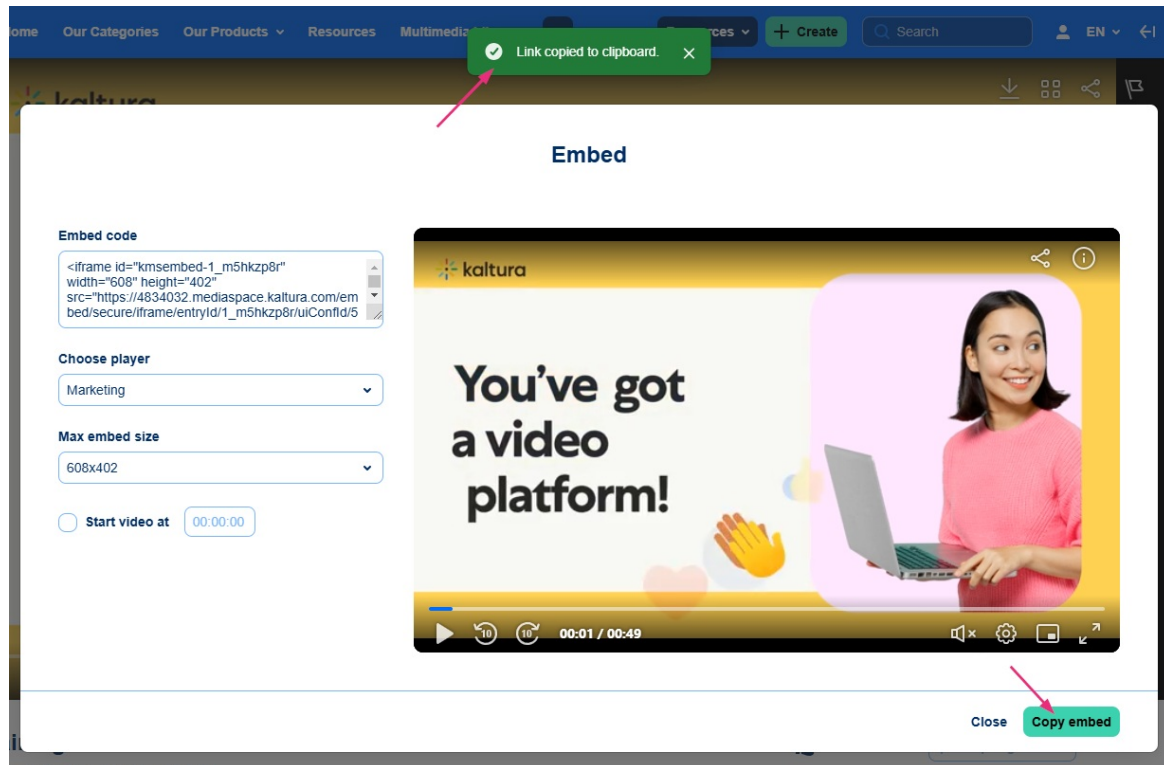 Home Our Categories Our Products Resources Multimedia + Create Search EN
Link copied to clipboard.
kaltura
Embed
Embed code
<iframe id="kmsembed-1_m5hkzp8r"
width="608" height="402"
src="https://4834032.mediaspace.kaltura.com/em
bed/secure/iframe/entryId/1_m5hkzp8r/uiConfId/5
Choose player
Marketing
Max embed size
608x402
Start video at 00:00:00
kaltura
You've got
a video
platform!
10 10 00:01 / 00:49
Close Copy embed